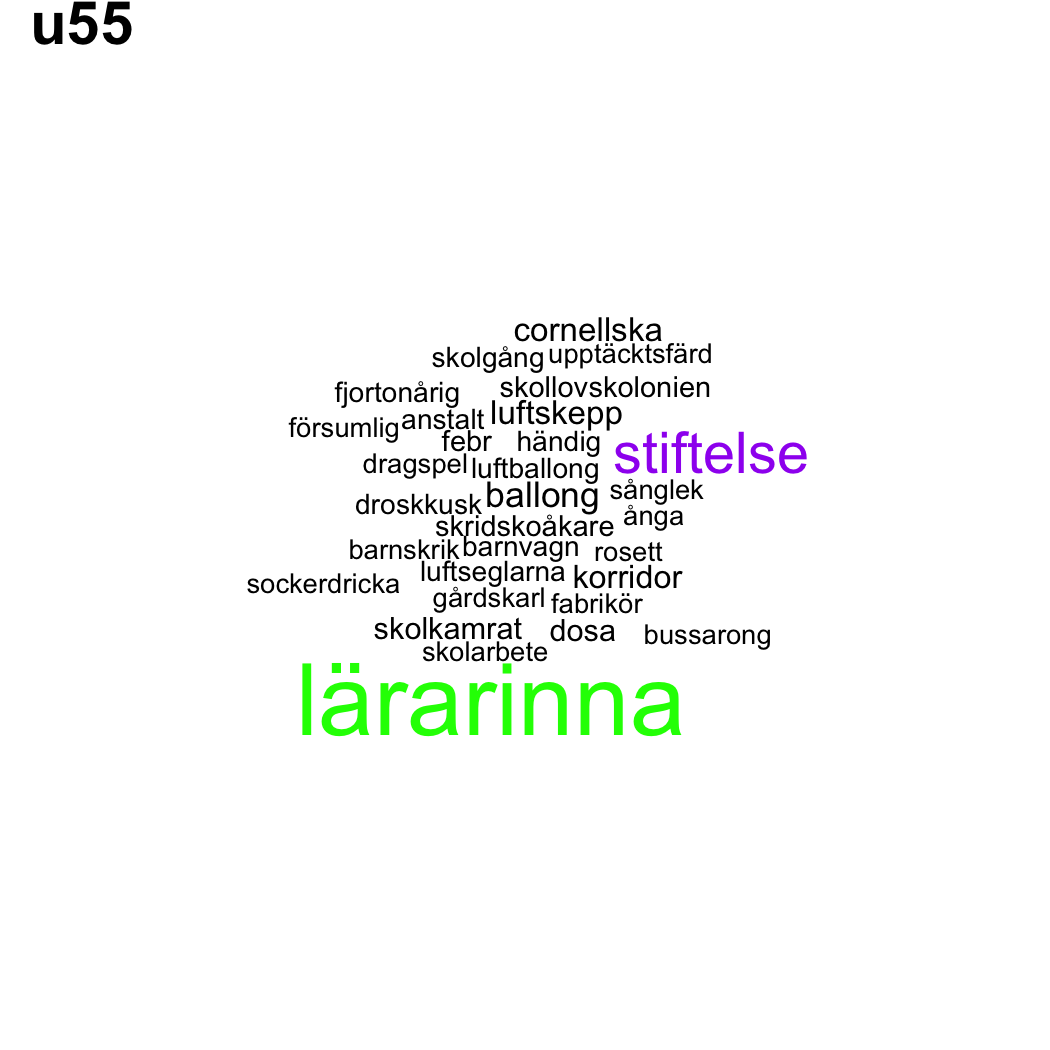 u55
cornellska
skolgång upptäcktsfärd
fjortonårig skollovskolonien
försumlig anstalt luftskepp
febr händig stiftelse
dragspel luftballong
droskkusk ballong sånglek
skridskoåkare ånga
barnskrik barnvagn rosett
sockerdricka luftseglarna korridor
gårdskarl fabrikör
skolkamrat dosa bussarong
skolarbete
lärarinna